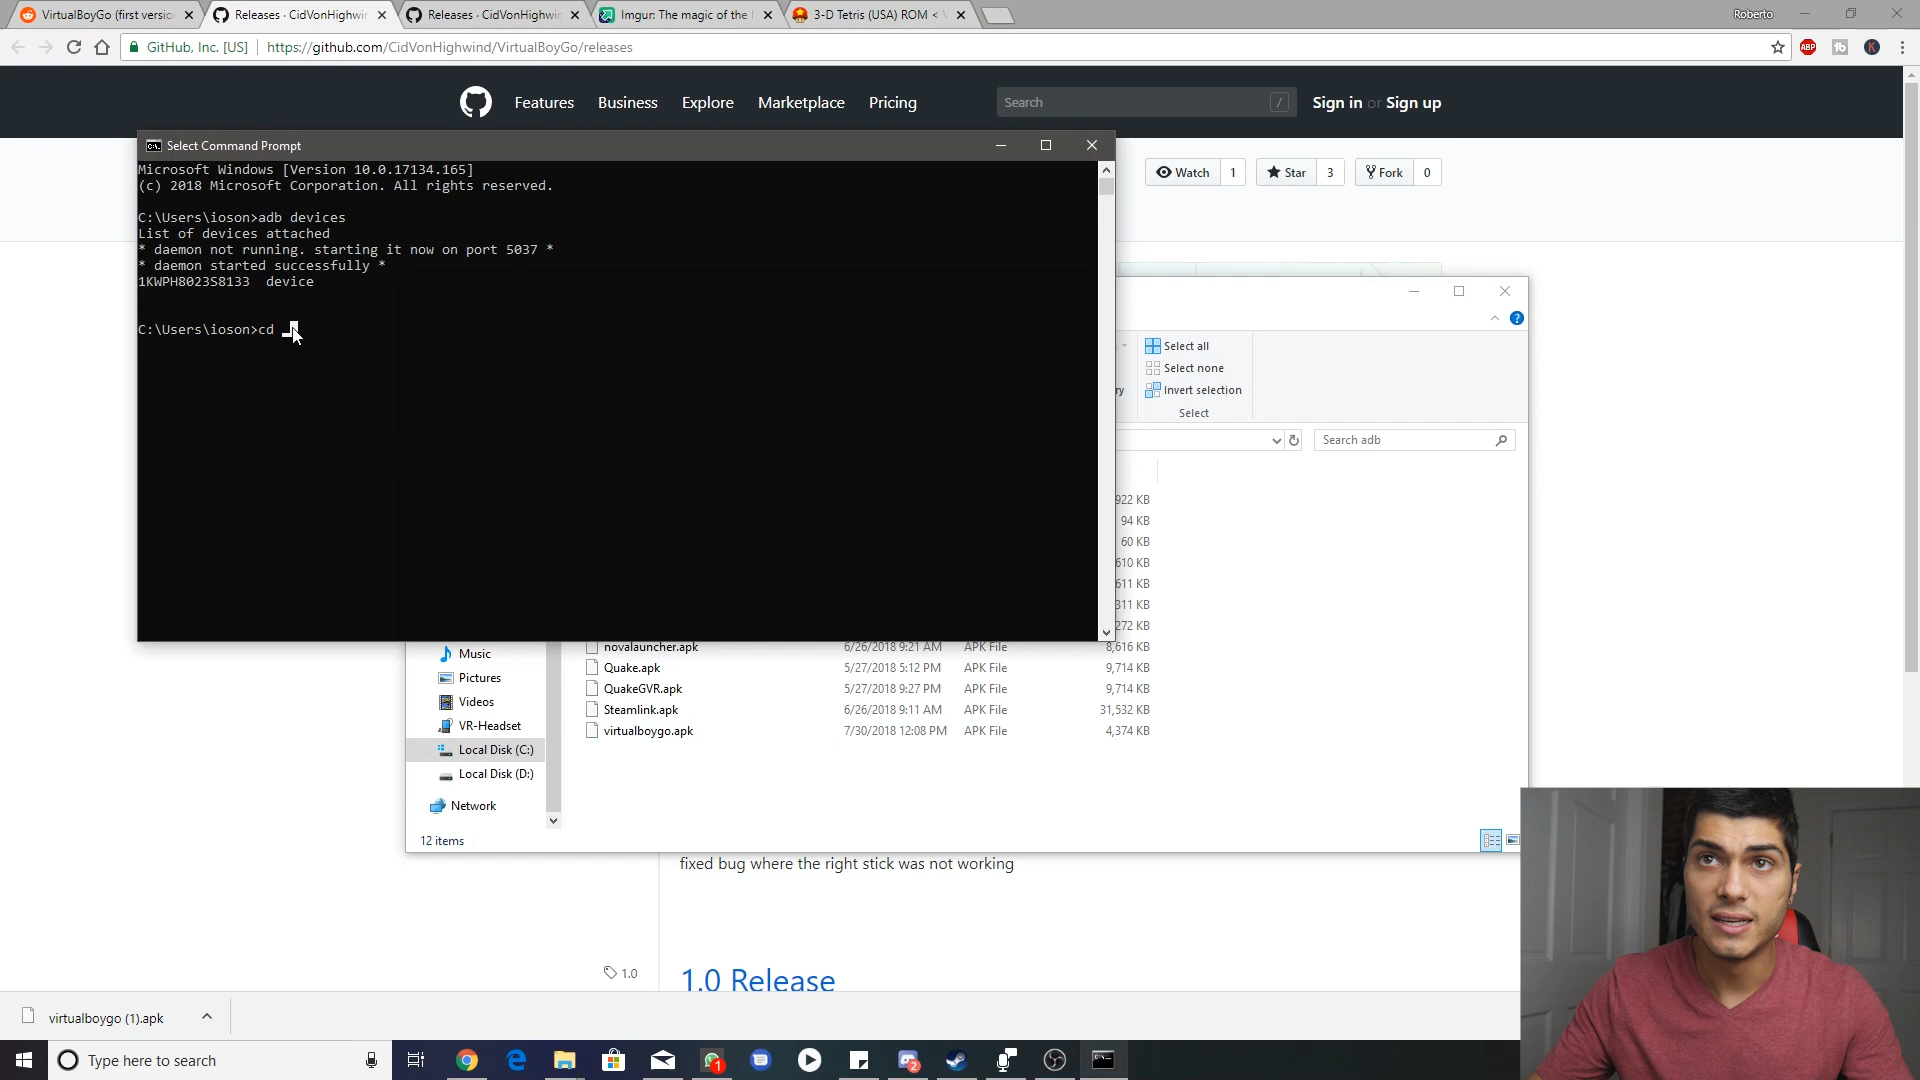 VirtualBoyGo (first versio
Releases · CidVonHighwin
Releases · CidVonHighwin
Imgur: The magic of the I
3-D Tetris (USA) ROM < V
Roberto
GitHub, Inc. [US]
https://github.com/CidVonHighwind/VirtualBoyGo/releases
ABP
K
Features
Business
Explore
Marketplace
Pricing
Search
/
Sign in or Sign up
Watch
1
Star
3
Fork
0
Select Command Prompt
Microsoft Windows [Version 10.0.17134.165]
(c) 2018 Microsoft Corporation. All rights reserved.
C:\Users\ioson>adb devices
List of devices attached
* daemon not running. starting it now on port 5037 *
* daemon started successfully *
1KWPH802358133 device
C:\Users\ioson>cd
Select all
Select none
ry
Invert selection
Select
Search adb
922 KB
94 KB
60 KB
610 KB
611 KB
311 KB
272 KB
novalauncher.apk 6/26/2018 9:21 AM APK File 8,616 KB
Quake.apk 5/27/2018 5:12 PM APK File 9,714 KB
QuakeGVR.apk 5/27/2018 9:27 PM APK File 9,714 KB
Steamlink.apk 6/26/2018 9:11 AM APK File 31,532 KB
virtualboygo.apk 7/30/2018 12:08 PM APK File 4,374 KB
Music
Pictures
Videos
VR-Headset
Local Disk (C:)
Local Disk (D:)
Network
12 items
fixed bug where the right stick was not working
1.0
1.0 Release
virtualboygo (1).apk
Type here to search
1
2